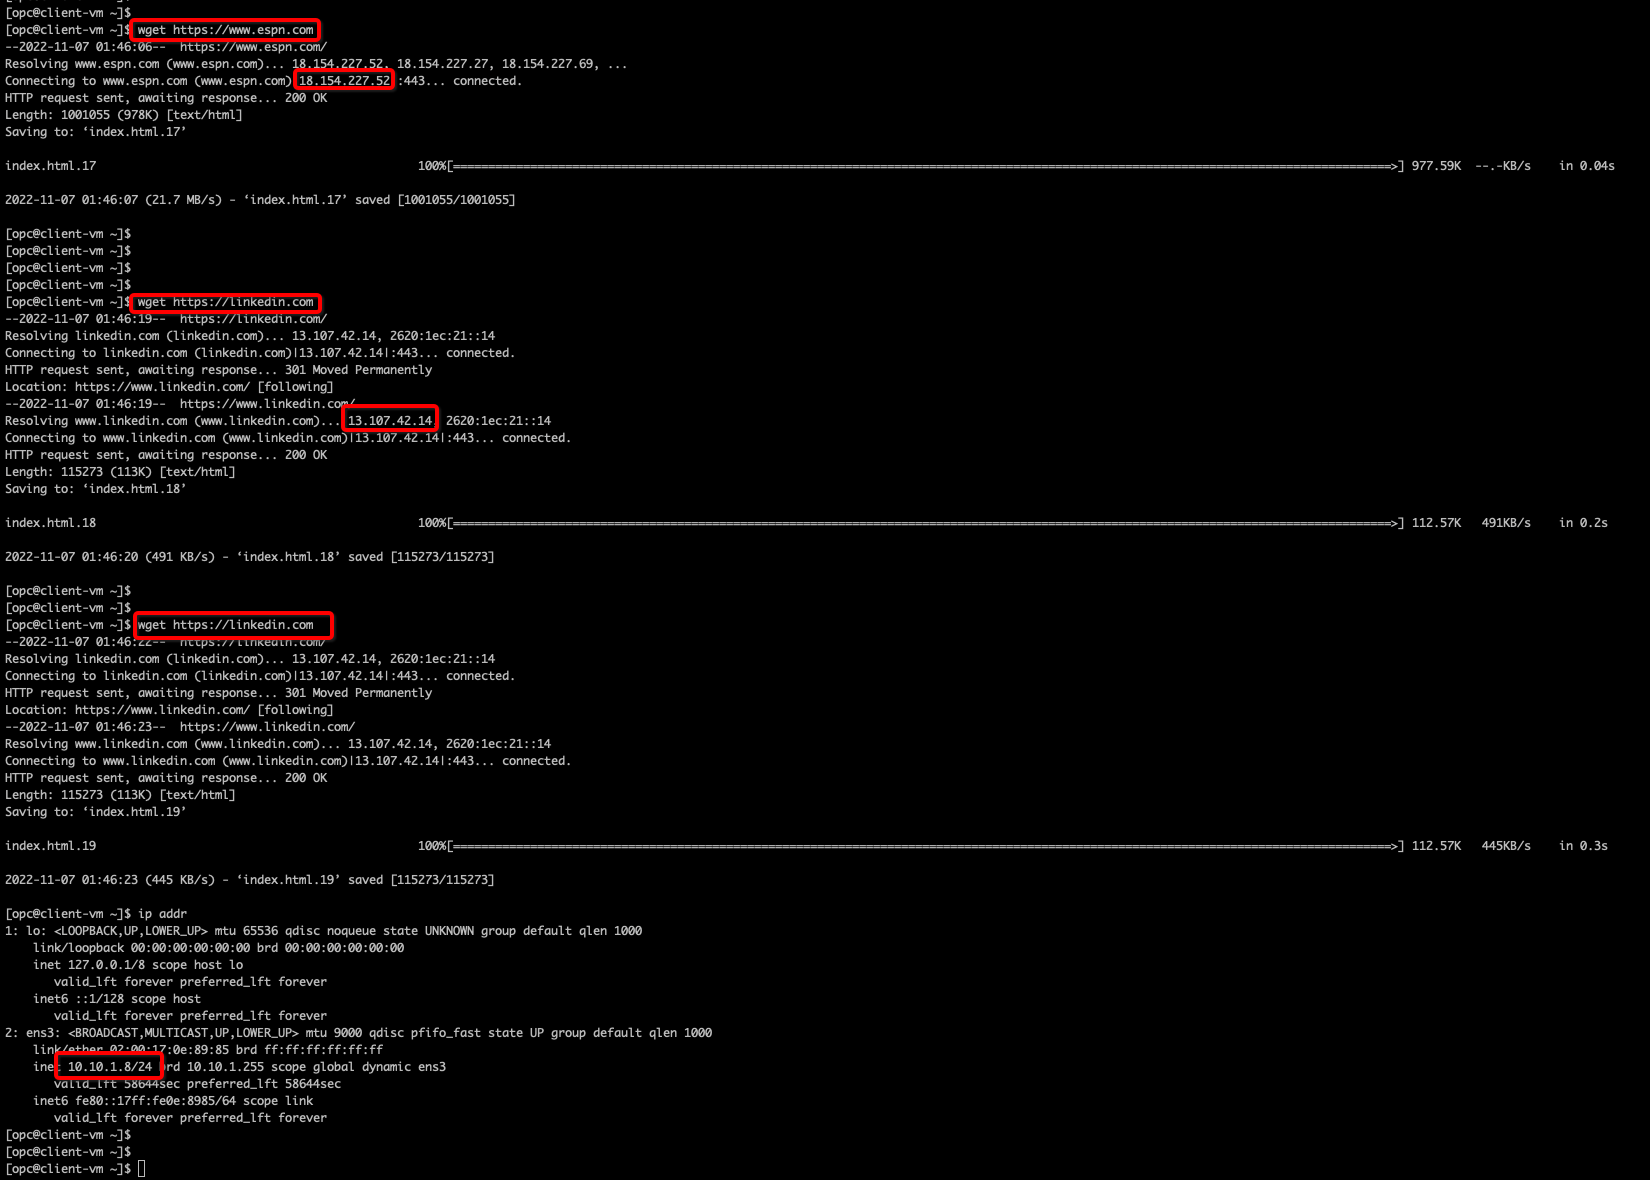 [opc@client-vm ~]$
[opc@client-vm ~]$ wget https://www.espn.com
--2022-11-07 01:46:06--  https://www.espn.com/
Resolving www.espn.com (www.espn.com)... 18.154.227.52, 18.154.227.27, 18.154.227.69, ...
Connecting to www.espn.com (www.espn.com) 18.154.227.52 :443... connected.
HTTP request sent, awaiting response... 200 OK
Length: 1001055 (978K) [text/html]
Saving to: ‘index.html.17’
index.html.17 100%[===================>] 977.59K --.-KB/s in 0.04s
2022-11-07 01:46:07 (21.7 MB/s) - ‘index.html.17’ saved [1001055/1001055]
[opc@client-vm ~]$
[opc@client-vm ~]$
[opc@client-vm ~]$
[opc@client-vm ~]$
[opc@client-vm ~]$ wget https://linkedin.com
--2022-11-07 01:46:19--  https://linkedin.com/
Resolving linkedin.com (linkedin.com)... 13.107.42.14, 2620:1ec:21::14
Connecting to linkedin.com (linkedin.com)|13.107.42.14|:443... connected.
HTTP request sent, awaiting response... 301 Moved Permanently
Location: https://www.linkedin.com/ [following]
--2022-11-07 01:46:19--  https://www.linkedin.com/
Resolving www.linkedin.com (www.linkedin.com)... 13.107.42.14, 2620:1ec:21::14
Connecting to www.linkedin.com (www.linkedin.com)|13.107.42.14|:443... connected.
HTTP request sent, awaiting response... 200 OK
Length: 115273 (113K) [text/html]
Saving to: ‘index.html.18’
index.html.18 100%[===================>] 112.57K 491KB/s in 0.2s
2022-11-07 01:46:20 (491 KB/s) - ‘index.html.18’ saved [115273/115273]
[opc@client-vm ~]$
[opc@client-vm ~]$
[opc@client-vm ~]$ wget https://linkedin.com
--2022-11-07 01:46:22--  https://linkedin.com/
Resolving linkedin.com (linkedin.com)... 13.107.42.14, 2620:1ec:21::14
Connecting to linkedin.com (linkedin.com)|13.107.42.14|:443... connected.
HTTP request sent, awaiting response... 301 Moved Permanently
Location: https://www.linkedin.com/ [following]
--2022-11-07 01:46:23--  https://www.linkedin.com/
Resolving www.linkedin.com (www.linkedin.com)... 13.107.42.14, 2620:1ec:21::14
Connecting to www.linkedin.com (www.linkedin.com)|13.107.42.14|:443... connected.
HTTP request sent, awaiting response... 200 OK
Length: 115273 (113K) [text/html]
Saving to: ‘index.html.19’
index.html.19 100%[===================>] 112.57K 445KB/s in 0.3s
2022-11-07 01:46:23 (445 KB/s) - ‘index.html.19’ saved [115273/115273]
[opc@client-vm ~]$ ip addr
1: lo: <LOOPBACK,UP,LOWER_UP> mtu 65536 qdisc noqueue state UNKNOWN group default qlen 1000
link/loopback 00:00:00:00:00:00 brd 00:00:00:00:00:00
inet 127.0.0.1/8 scope host lo
valid_lft forever preferred_lft forever
inet6 ::1/128 scope host
valid_lft forever preferred_lft forever
2: ens3: <BROADCAST,MULTICAST,UP,LOWER_UP> mtu 9000 qdisc pfifo_fast state UP group default qlen 1000
link/ether 02:00:17:0e:89:85 brd ff:ff:ff:ff:ff:ff
inet 10.10.1.8/24 brd 10.10.1.255 scope global dynamic ens3
valid_lft 58644sec preferred_lft 58644sec
inet6 fe80::17ff:fe0e:8985/64 scope link
valid_lft forever preferred_lft forever
[opc@client-vm ~]$
[opc@client-vm ~]$
[opc@client-vm ~]$